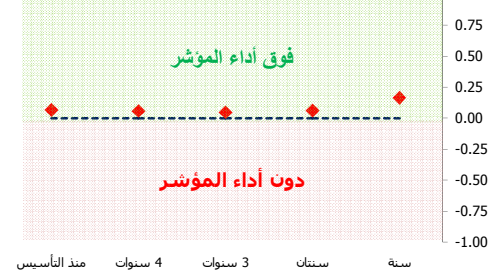 0.75
فوق أداء المؤشر
0.50
0.25
0.00
-0.25
دون أداء المؤشر
-0.50
-0.75
-1.00
سنة
سنتان
3 سنوات
4 سنوات
منذ التأسيس